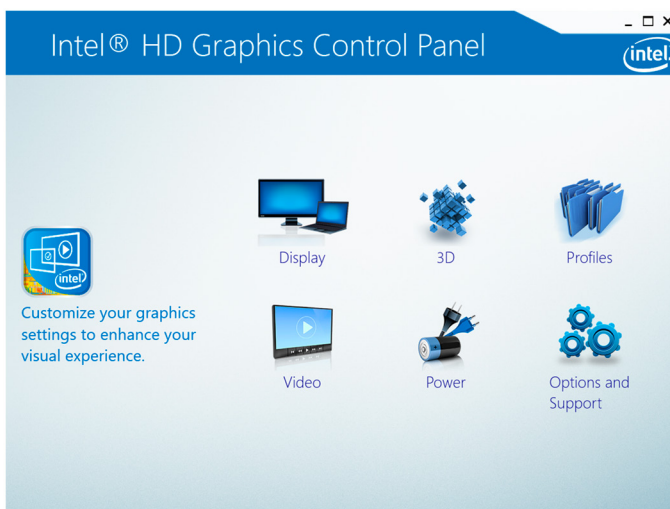 Intel® HD Graphics Control Panel
intel
Display
3D
Profiles
intel
Customize your graphics
settings to enhance your
visual experience.
Video
Power
Options and
Support